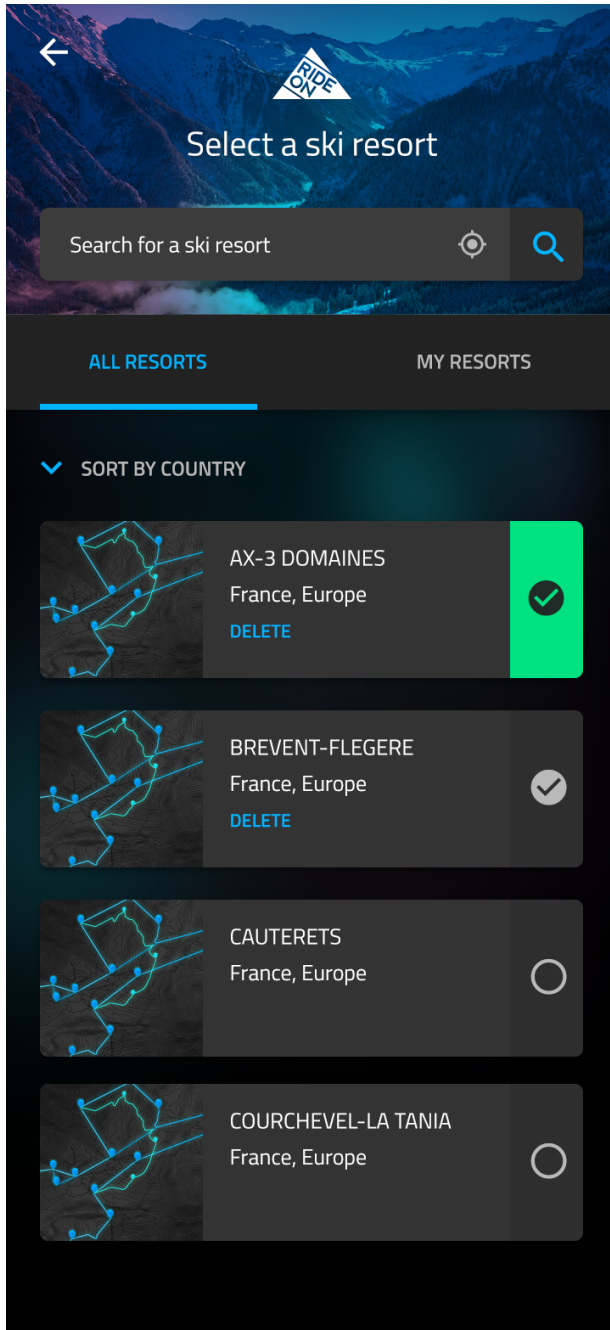 RIDE
ON
Select a ski resort
Search for a ski resort
ALL RESORTS
MY RESORTS
SORT BY COUNTRY
AX-3 DOMAINES
France, Europe
DELETE
BREVENT-FLEGERE
France, Europe
DELETE
CAUTERETS
France, Europe
COURCHEVEL-LA TANIA
France, Europe